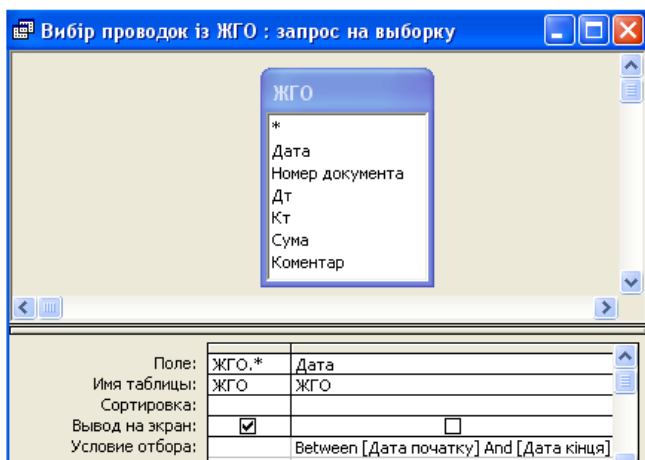 Вибір проводок із ЖГО : запрос на выборку
ЖГО
*
Дата
Номер документа
Дт
Кт
Сума
Коментар
Поле: ЖГО.* Дата
Имя таблицы: ЖГО ЖГО
Сортировка:
Вывод на экран:
Условие отбора: Between [Дата початку] And [Дата кінця]